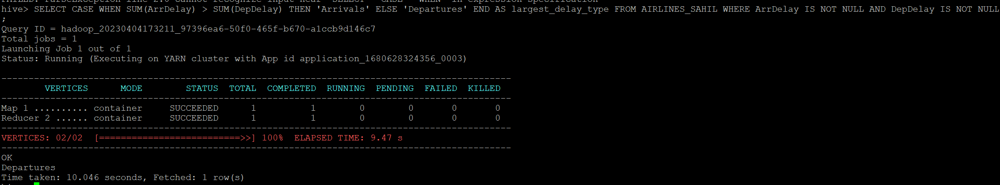 FAILED: ParseException line 2:0 cannot recognize input near 'SELECT' 'CASE' 'WHEN' in expression specification
hive> SELECT CASE WHEN SUM(ArrDelay) > SUM(DepDelay) THEN 'Arrivals' ELSE 'Departures' END AS largest_delay_type FROM AIRLINES_SAHIL WHERE ArrDelay IS NOT NULL AND DepDelay IS NOT NULL
;
Query ID = hadoop_20230404173211_97396ea6-50f0-465f-b670-a1ccb9d146c7
Total jobs = 1
Launching Job 1 out of 1
Status: Running (Executing on YARN cluster with App id application_1680628324356_0003)
----------------------------------------------------------------------------------------------
VERTICES MODE STATUS TOTAL COMPLETED RUNNING PENDING FAILED KILLED
----------------------------------------------------------------------------------------------
Map 1 .......... container SUCCEEDED 1 1 0 0 0 0
Reducer 2 ...... container SUCCEEDED 1 1 0 0 0 0
----------------------------------------------------------------------------------------------
VERTICES: 02/02 [==========================>>] 100% ELAPSED TIME: 9.47 s
----------------------------------------------------------------------------------------------
OK
Departures
Time taken: 10.046 seconds, Fetched: 1 row(s)